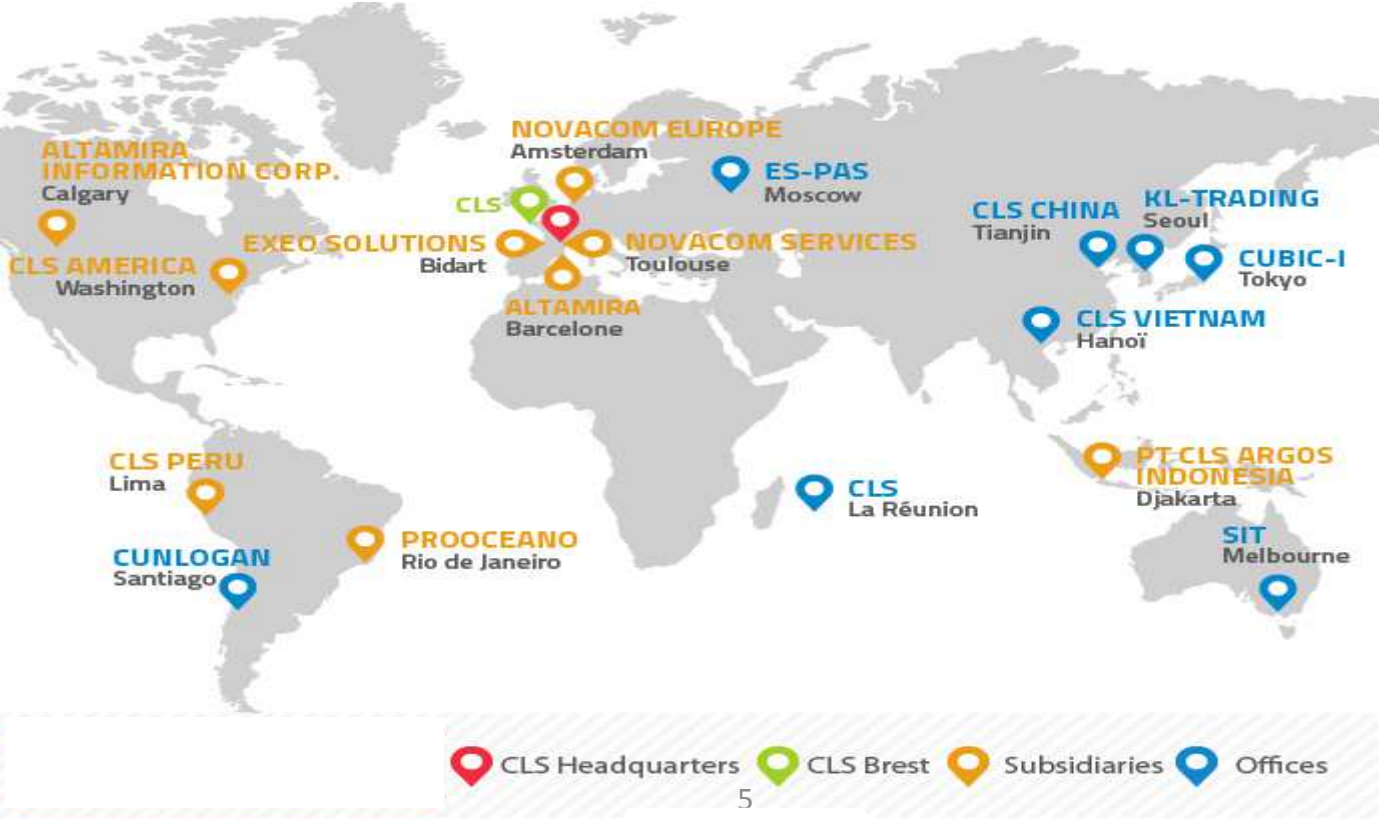 NOVACOM EUROPE
Amsterdam
ALTAMIRA
INFORMATION CORP.
Calgary
ES-PAS
Moscow
CLS
KL-TRADING
Seoul
CLS CHINA
Tianjin
EXEO SOLUTIONS
Bidart
NOVACOM SERVICES
Toulouse
CLS AMERICA
Washington
CUBIC-I
Tokyo
ALTAMIRA
Barcelone
CLS VIETNAM
Hanoï
CLS PERU
Lima
PT CLS ARGOS
INDONESIA
Djakarta
CLS
La Réunion
PROOCEANO
Rio de Janeiro
SIT
Melbourne
CUNLOGAN
Santiago
CLS Headquarters
CLS Brest
Subsidiaries
Offices
5